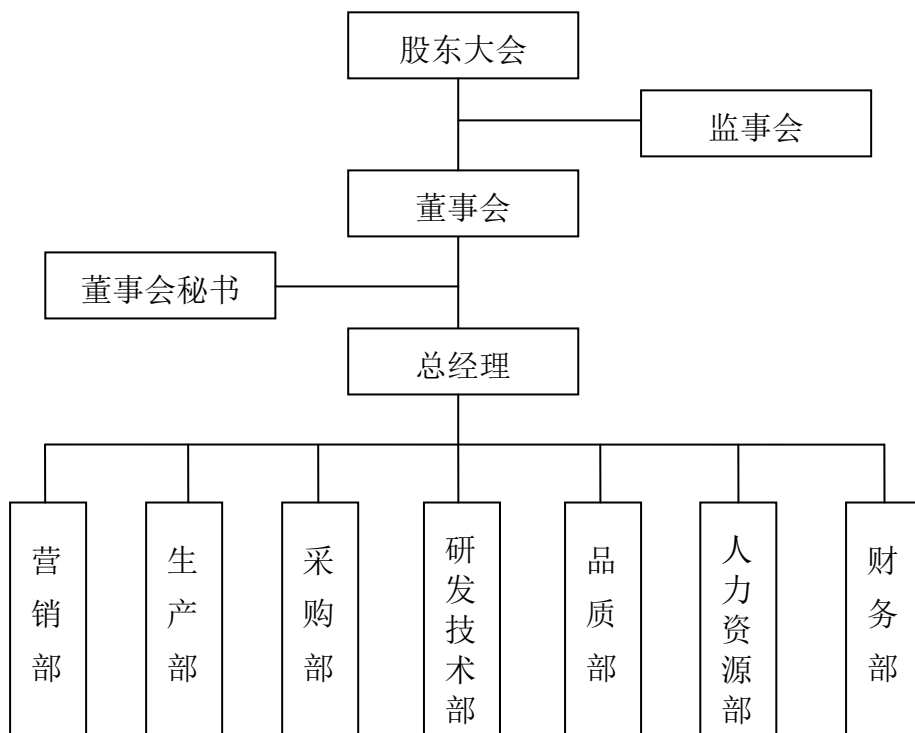 股东大会
监事会
董事会
董事会秘书
总经理
营销部
生产部
采购部
研发技术部
品质部
人力资源部
财务部